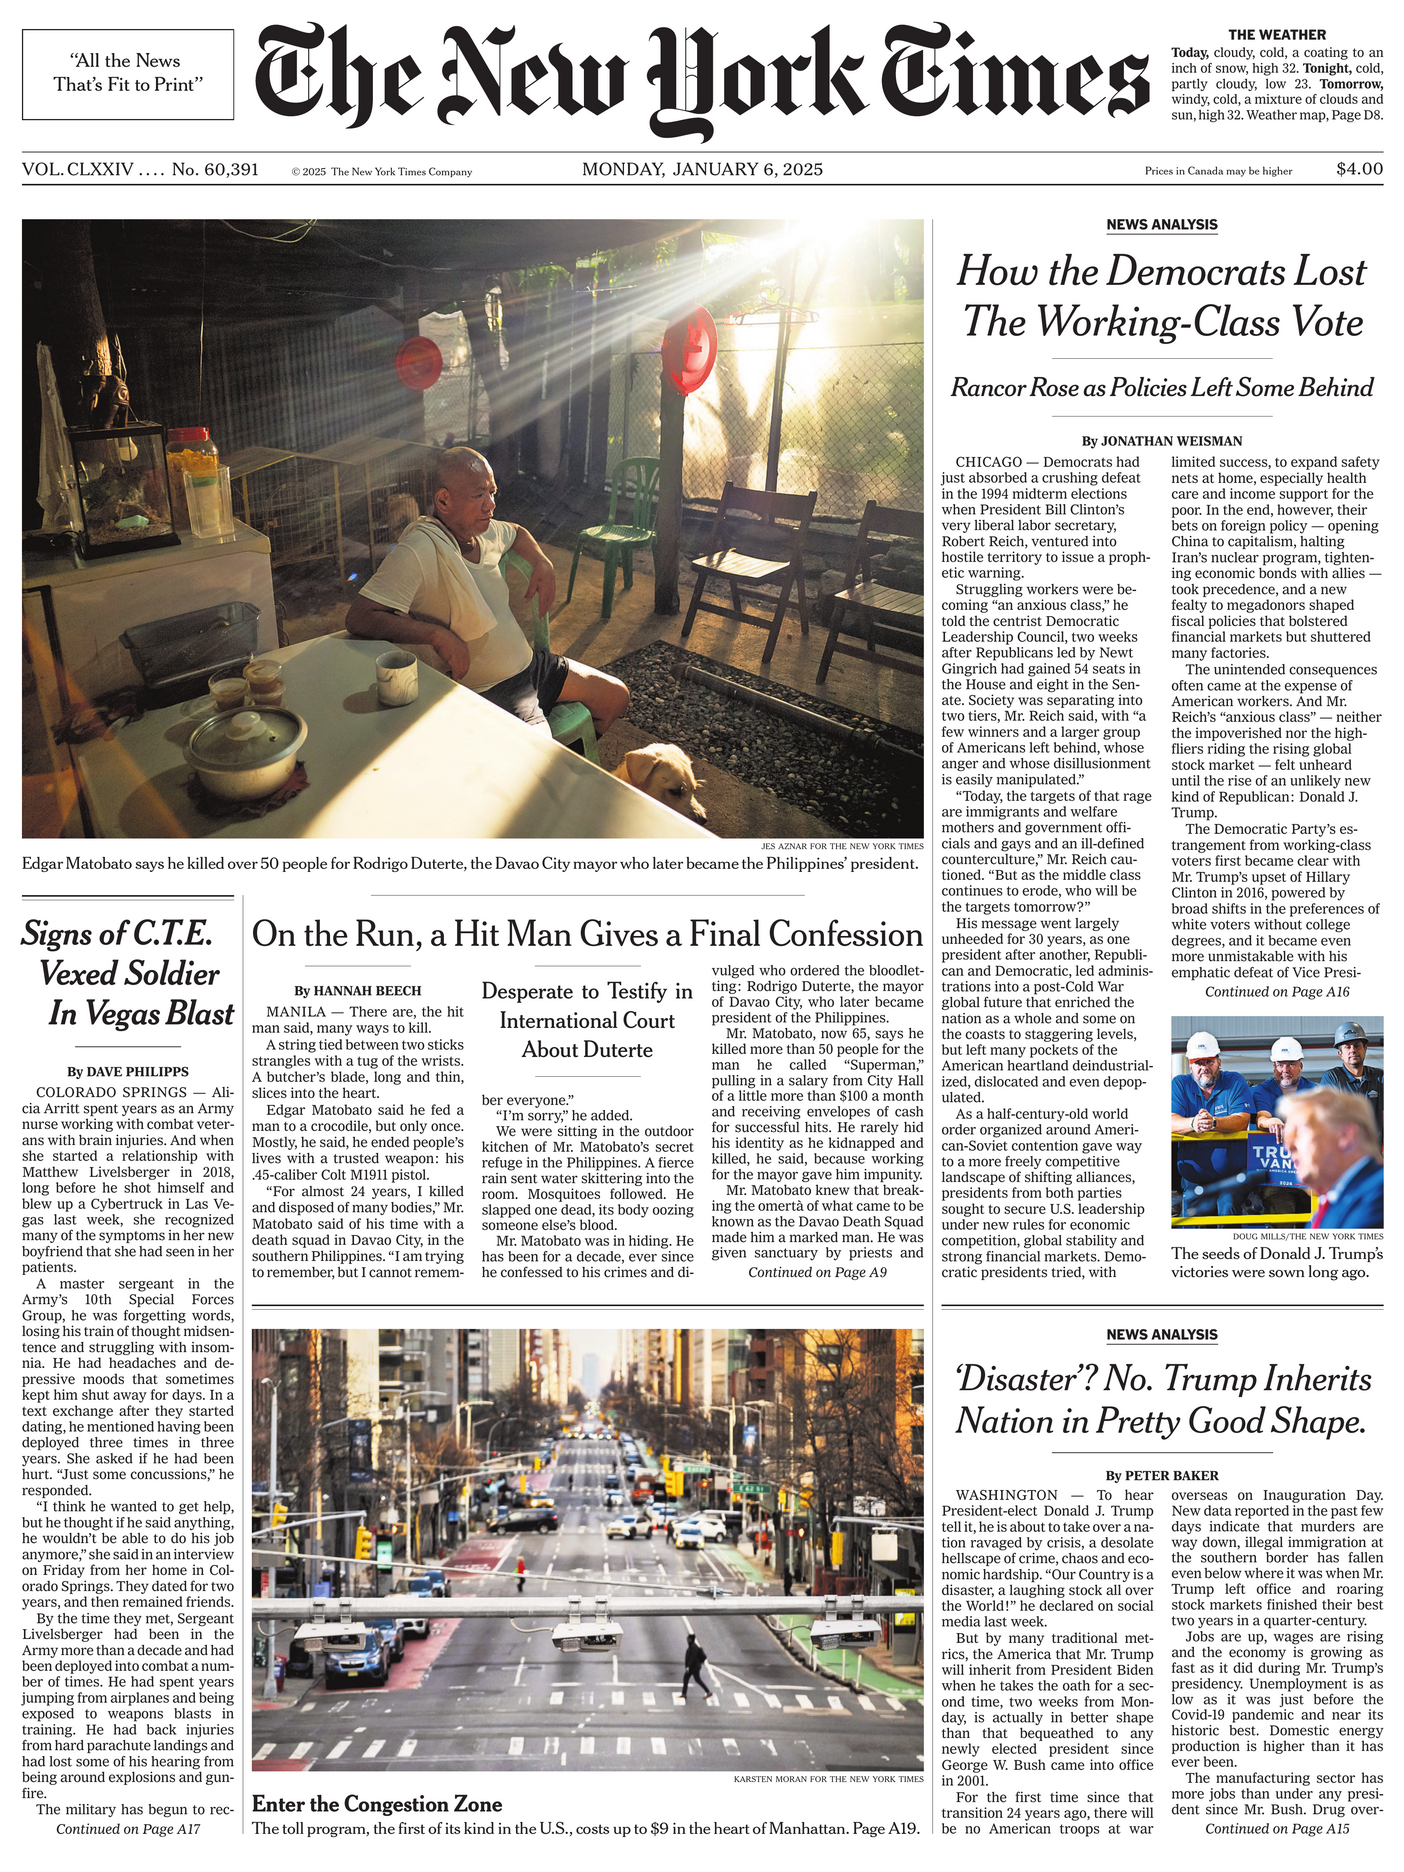 “All the News
That’s Fit to Print”
The New York Times
THE WEATHER
Today, cloudy, cold, a coating to an
inch of snow, high 32. Tonight, cold,
partly cloudy, low 23. Tomorrow,
windy, cold, a mixture of clouds and
sun, high 32. Weather map, Page D8.
VOL. CLXXIV .... No. 60,391
© 2025 The New York Times Company
MONDAY, JANUARY 6, 2025
Prices in Canada may be higher
$4.00
JES AZNAR FOR THE NEW YORK TIMES
Edgar Matobato says he killed over 50 people for Rodrigo Duterte, the Davao City mayor who later became the Philippines’ president.
Signs of C.T.E.
Vexed Soldier
In Vegas Blast
By DAVE PHILIPPS
COLORADO SPRINGS — Ali-
cia Arritt spent years as an Army
nurse working with combat veter-
ans with brain injuries. And when
she started a relationship with
Matthew Livelsberger in 2018,
long before he shot himself and
blew up a Cybertruck in Las Ve-
gas last week, she recognized
many of the symptoms in her new
boyfriend that she had seen in her
patients.
A master sergeant in the
Army’s 10th Special Forces
Group, he was forgetting words,
losing his train of thought midsen-
tence and struggling with insom-
nia. He had headaches and de-
pressive moods that sometimes
kept him shut away for days. In a
text exchange after they started
dating, he mentioned having been
deployed three times in three
years. She asked if he had been
hurt. “Just some concussions,” he
responded.
“I think he wanted to get help,
but he thought if he said anything,
he wouldn’t be able to do his job
anymore,” she said in an interview
on Friday from her home in Col-
orado Springs. They dated for two
years, and then remained friends.
By the time they met, Sergeant
Livelsberger had been in the
Army more than a decade and had
been deployed into combat a num-
ber of times. He had spent years
jumping from airplanes and being
exposed to weapons blasts in
training. He had back injuries
from hard parachute landings and
had lost some of his hearing from
being around explosions and gun-
fire.
The military has begun to rec-
Continued on Page A17
On the Run, a Hit Man Gives a Final Confession
By HANNAH BEECH
MANILA — There are, the hit
man said, many ways to kill.
A string tied between two sticks
strangles with a tug of the wrists.
A butcher’s blade, long and thin,
slices into the heart.
Edgar Matobato said he fed a
man to a crocodile, but only once.
Mostly, he said, he ended people’s
lives with a trusted weapon: his
.45-caliber Colt M1911 pistol.
“For almost 24 years, I killed
and disposed of many bodies,” Mr.
Matobato said of his time with a
death squad in Davao City, in the
southern Philippines. “I am trying
to remember, but I cannot remem-
Desperate to Testify in
International Court
About Duterte
ber everyone.”
“I’m sorry,” he added.
We were sitting in the outdoor
kitchen of Mr. Matobato’s secret
refuge in the Philippines. A fierce
rain sent water skittering into the
room. Mosquitoes followed. He
slapped one dead, its body oozing
someone else’s blood.
Mr. Matobato was in hiding. He
has been for a decade, ever since
he confessed to his crimes and di-
vulged who ordered the bloodlet-
ting: Rodrigo Duterte, the mayor
of Davao City, who later became
president of the Philippines.
Mr. Matobato, now 65, says he
killed more than 50 people for the
man he called “Superman,”
pulling in a salary from City Hall
of a little more than $100 a month
and receiving envelopes of cash
for successful hits. He rarely hid
his identity as he kidnapped and
killed, he said, because working
for the mayor gave him impunity.
Mr. Matobato knew that break-
ing the omertà of what came to be
known as the Davao Death Squad
made him a marked man. He was
given sanctuary by priests and
Continued on Page A9
KARSTEN MORAN FOR THE NEW YORK TIMES
Enter the Congestion Zone
The toll program, the first of its kind in the U.S., costs up to $9 in the heart of Manhattan. Page A19.
NEWS ANALYSIS
How the Democrats Lost
The Working-Class Vote
Rancor Rose as Policies Left Some Behind
By JONATHAN WEISMAN
CHICAGO — Democrats had
just absorbed a crushing defeat
in the 1994 midterm elections
when President Bill Clinton’s
very liberal labor secretary,
Robert Reich, ventured into
hostile territory to issue a proph-
etic warning.
Struggling workers were be-
coming “an anxious class,” he
told the centrist Democratic
Leadership Council, two weeks
after Republicans led by Newt
Gingrich had gained 54 seats in
the House and eight in the Sen-
ate. Society was separating into
two tiers, Mr. Reich said, with “a
few winners and a larger group
of Americans left behind, whose
anger and whose disillusionment
is easily manipulated.”
“Today, the targets of that rage
are immigrants and welfare
mothers and government offi-
cials and gays and an ill-defined
counterculture,” Mr. Reich cau-
tioned. “But as the middle class
continues to erode, who will be
the targets tomorrow?”
His message went largely
unheeded for 30 years, as one
president after another, Republi-
can and Democratic, led adminis-
trations into a post-Cold War
global future that enriched the
nation as a whole and some on
the coasts to staggering levels,
but left many pockets of the
American heartland deindustrial-
ized, dislocated and even depop-
ulated.
As a half-century-old world
order organized around Ameri-
can-Soviet contention gave way
to a more freely competitive
landscape of shifting alliances,
presidents from both parties
sought to secure U.S. leadership
under new rules for economic
competition, global stability and
strong financial markets. Demo-
cratic presidents tried, with
limited success, to expand safety
nets at home, especially health
care and income support for the
poor. In the end, however, their
bets on foreign policy — opening
China to capitalism, halting
Iran’s nuclear program, tighten-
ing economic bonds with allies —
took precedence, and a new
fealty to megadonors shaped
fiscal policies that bolstered
financial markets but shuttered
many factories.
The unintended consequences
often came at the expense of
American workers. And Mr.
Reich’s “anxious class” — neither
the impoverished nor the high-
fliers riding the rising global
stock market — felt unheard
until the rise of an unlikely new
kind of Republican: Donald J.
Trump.
The Democratic Party’s es-
trangement from working-class
voters first became clear with
Mr. Trump’s upset of Hillary
Clinton in 2016, powered by
broad shifts in the preferences of
white voters without college
degrees, and it became even
more unmistakable with his
emphatic defeat of Vice Presi-
Continued on Page A16
TRU
VAN
2024
DOUG MILLS/THE NEW YORK TIMES
The seeds of Donald J. Trump’s
victories were sown long ago.
NEWS ANALYSIS
‘Disaster’? No. Trump Inherits
Nation in Pretty Good Shape.
By PETER BAKER
WASHINGTON — To hear
President-elect Donald J. Trump
tell it, he is about to take over a na-
tion ravaged by crisis, a desolate
hellscape of crime, chaos and eco-
nomic hardship. “Our Country is a
disaster, a laughing stock all over
the World!” he declared on social
media last week.
But by many traditional met-
rics, the America that Mr. Trump
will inherit from President Biden
when he takes the oath for a sec-
ond time, two weeks from Mon-
day, is actually in better shape
than that bequeathed to any
newly elected president since
George W. Bush came into office
in 2001.
For the first time since that
transition 24 years ago, there will
be no American troops at war
overseas on Inauguration Day.
New data reported in the past few
days indicate that murders are
way down, illegal immigration at
the southern border has fallen
even below where it was when Mr.
Trump left office and roaring
stock markets finished their best
two years in a quarter-century.
Jobs are up, wages are rising
and the economy is growing as
fast as it did during Mr. Trump’s
presidency. Unemployment is as
low as it was just before the
Covid-19 pandemic and near its
historic best. Domestic energy
production is higher than it has
ever been.
The manufacturing sector has
more jobs than under any presi-
dent since Mr. Bush. Drug over-
Continued on Page A15